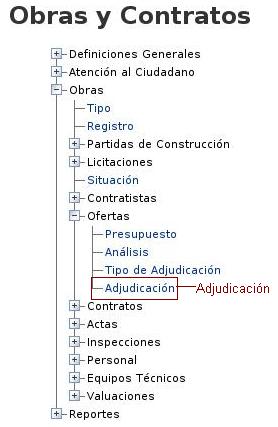 Obras y Contratos
Definiciones Generales
Atención al Ciudadano
Obras
Tipo
Registro
Partidas de Construcción
Licitaciones
Situación
Contratistas
Ofertas
Presupuesto
Análisis
Tipo de Adjudicación
Adjudicación Adjudicación
Contratos
Actas
Inspecciones
Personal
Equipos Técnicos
Valuaciones
Reportes